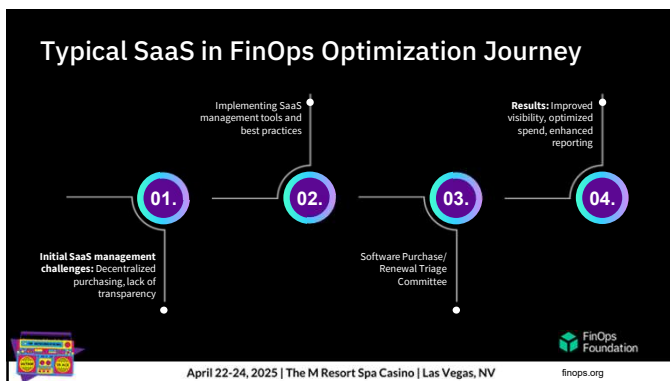 Typical SaaS in FinOps Optimization Journey
Implementing SaaS
management tools and
best practices
Results: Improved
visibility, optimized
spend, enhanced
reporting
01.
02.
03.
04.
Initial SaaS management
challenges: Decentralized
purchasing, lack of
transparency
Software Purchase/
Renewal Triage
Committee
FinOps
Foundation
April 22-24, 2025 | The M Resort Spa Casino | Las Vegas, NV
finops.org